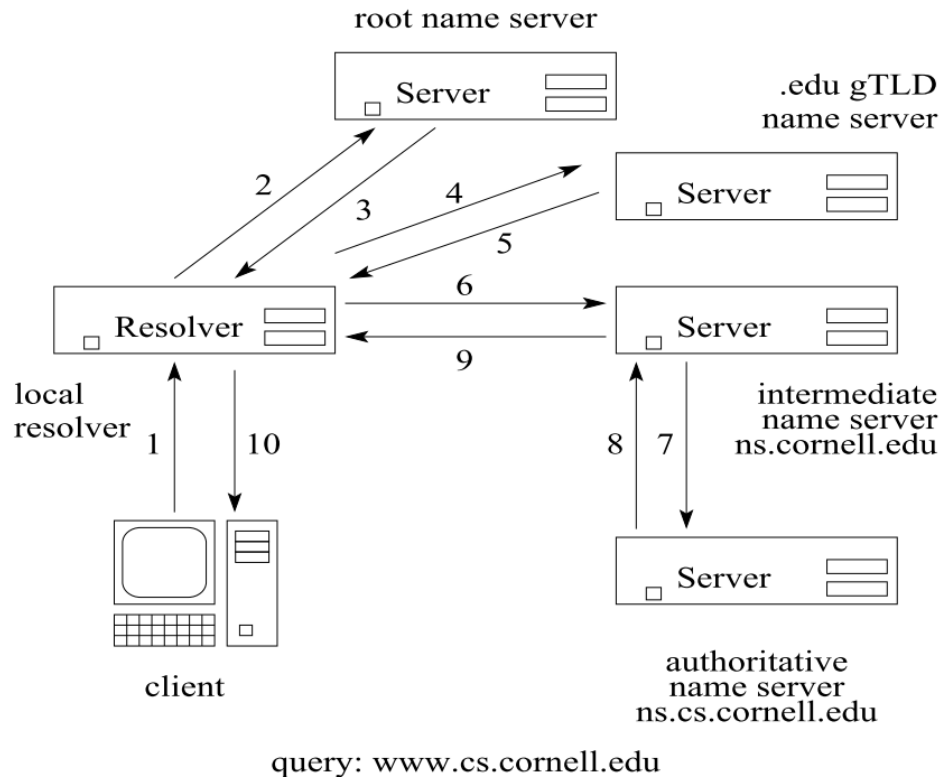 root name server
Server
.edu gTLD
name server
2
3
4
Server
5
6
Resolver
Server
9
local
resolver
intermediate
name server
ns.cornell.edu
1
10
8
7
Server
client
authoritative
name server
ns.cs.cornell.edu
query: www.cs.cornell.edu